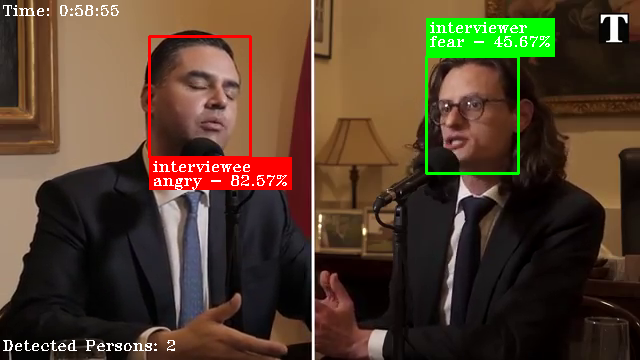 Time: 0:58:55
interviewer
fear - 45.67%
T
interviewee
angry - 82.57%
Detected Persons: 2